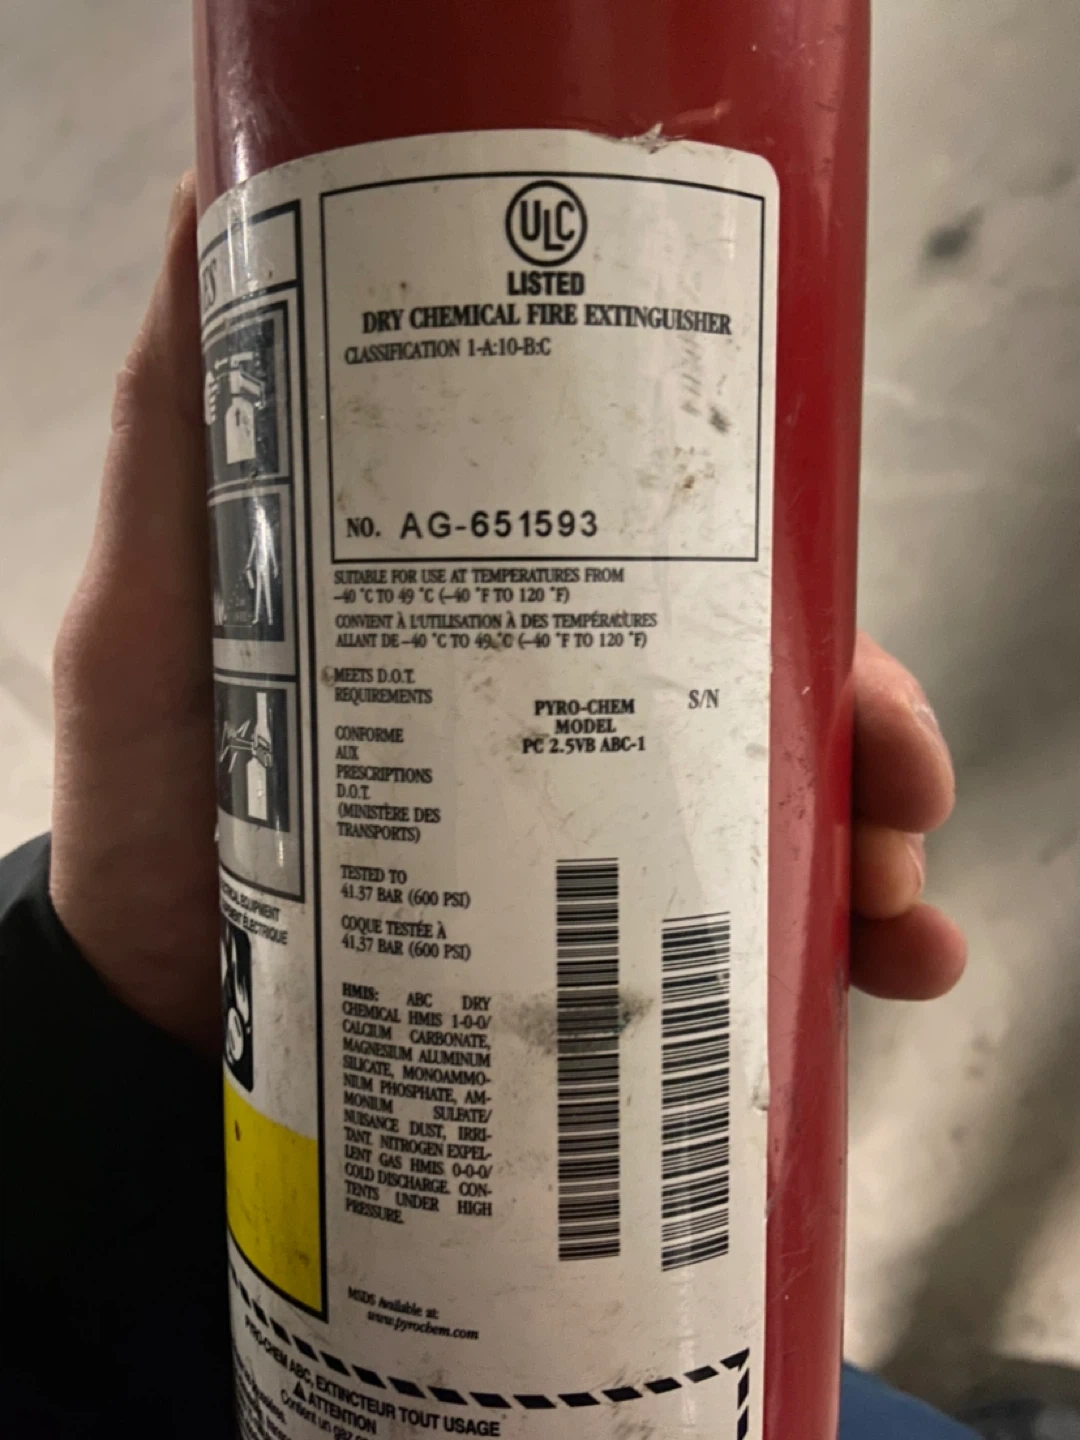 ULC
LISTED
DRY CHEMICAL FIRE EXTINGUISHER
CLASSIFICATION 1-A:10-B:C
NO. AG-651593
SUITABLE FOR USE AT TEMPERATURES FROM
-40 °C TO 49 °C (-40 °F TO 120 °F)
CONVIENT À L'UTILISATION À DES TEMPÉRATURES
ALLANT DE -40 °C TO 49 °C (-40 °F TO 120 °F)
MEETS D.O.T.
REQUIREMENTS
CONFORME
AUX
PRESCRIPTIONS
D.O.T.
(MINISTÈRE DES
TRANSPORTS)
PYRO-CHEM
MODEL
PC 2.5VB ABC-1
S/N
TESTED TO
41.37 BAR (600 PSI)
COQUE TESTÉE À
41,37 BAR (600 PSI)
HMIS: ABC DRY
CHEMICAL HMIS 1-0-0/
CALCIUM CARBONATE,
MAGNESIUM ALUMINUM
SILICATE, MONOAMMO-
NIUM PHOSPHATE, AM-
MONIUM SULFATE/
NUISANCE DUST, IRRI-
TANT. NITROGEN EXPEL-
LENT GAS HMIS 0-0-0/
COLD DISCHARGE. CON-
TENTS UNDER HIGH
PRESSURE.
MSDS Available at:
www.pyrochem.com
EQUIPMENT
ÉLECTRIQUE
PYRO-CHEM ABC, EXTINCTEUR TOUT USAGE
ATTENTION
Contient un gaz